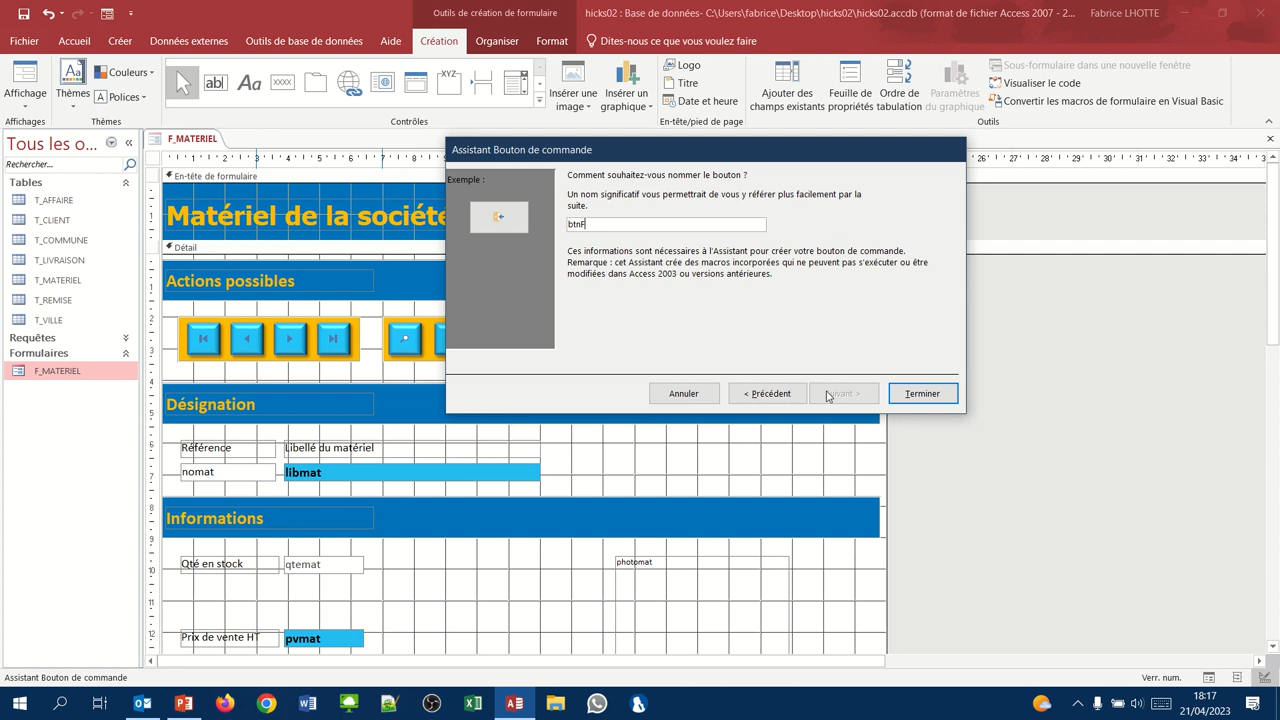 Outils de création de formulaire
hicks02 : Base de données- C:\Users\fabrice\Desktop\hicks02\hicks02.accdb (format de fichier Access 2007 - 2...
Fabrice LHOTTE
Fichier
Accueil
Créer
Données externes
Outils de base de données
Aide
Création
Organiser
Format
Dites-nous ce que vous voulez faire
Affichage
Thèmes
Couleurs
Polices
ab|
Aa
xxxx
XYZ
Insérer une image
Insérer un graphique
Logo
Titre
Date et heure
Ajouter des champs existants
Feuille de propriétés
Ordre de tabulation
Paramètres du graphique
Sous-formulaire dans une nouvelle fenêtre
Visualiser le code
Convertir les macros de formulaire en Visual Basic
Affichages
Thèmes
Contrôles
En-tête/pied de page
Outils
Tous les o...
Rechercher...
Tables
T_AFFAIRE
T_CLIENT
T_COMMUNE
T_LIVRAISON
T_MATERIEL
T_REMISE
T_VILLE
Requêtes
Formulaires
F_MATERIEL
F_MATERIEL
En-tête de formulaire
Matériel de la société
Détail
Actions possibles
Désignation
Référence
Libellé du matériel
nomat
libmat
Informations
Qté en stock
qtemat
photomat
Prix de vente HT
pvmat
Assistant Bouton de commande
Exemple :
Comment souhaitez-vous nommer le bouton ?
Un nom significatif vous permettrait de vous y référer plus facilement par la
suite.
btnF
Ces informations sont nécessaires à l'Assistant pour créer votre bouton de commande.
Remarque : cet Assistant crée des macros incorporées qui ne peuvent pas s'exécuter ou être
modifiées dans Access 2003 ou versions antérieures.
Annuler
< Précédent
Terminer
Assistant Bouton de commande
Verr. num.
18:17
21/04/2023